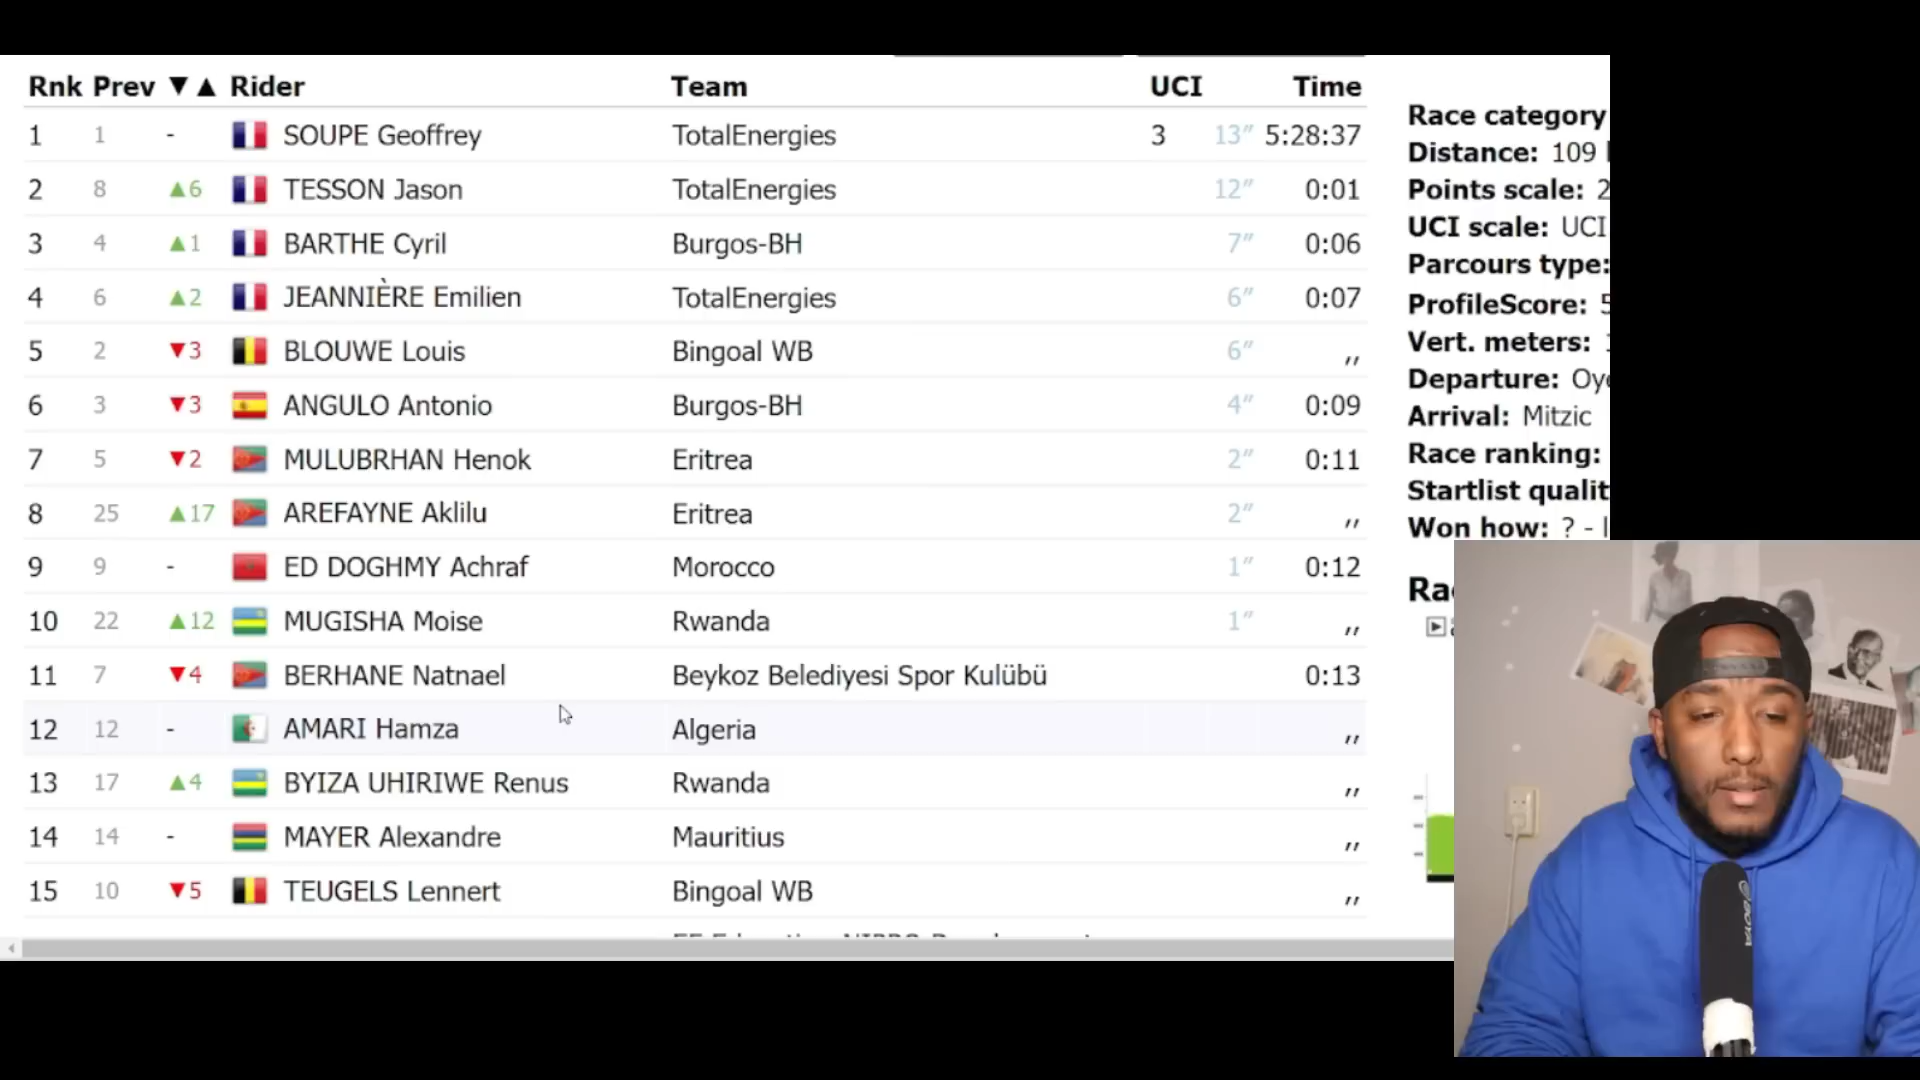 Rnk Prev ▼▲ Rider Team UCI Time
1 1 - SOUPE Geoffrey TotalEnergies 3 13″ 5:28:37
2 8 ▲6 TESSON Jason TotalEnergies 12″ 0:01
3 4 ▲1 BARTHE Cyril Burgos-BH 7″ 0:06
4 6 ▲2 JEANNIÈRE Emilien TotalEnergies 6″ 0:07
5 2 ▼3 BLOUWE Louis Bingoal WB 6″ ,,
6 3 ▼3 ANGULO Antonio Burgos-BH 4″ 0:09
7 5 ▼2 MULUBRHAN Henok Eritrea 2″ 0:11
8 25 ▲17 AREFAYNE Aklilu Eritrea 2″ ,,
9 9 - ED DOGHMY Achraf Morocco 1″ 0:12
10 22 ▲12 MUGISHA Moise Rwanda 1″ ,,
11 7 ▼4 BERHANE Natnael Beykoz Belediyesi Spor Kulübü 0:13
12 12 - AMARI Hamza Algeria ,,
13 17 ▲4 BYIZA UHIRIWE Renus Rwanda ,,
14 14 - MAYER Alexandre Mauritius ,,
15 10 ▼5 TEUGELS Lennert Bingoal WB ,,
Race category
Distance: 109
Points scale: 2
UCI scale: UCI
Parcours type:
ProfileScore: 5
Vert. meters:
Departure: Oy
Arrival: Mitzic
Race ranking:
Startlist qualit
Won how: ? -
Ra
BOYA